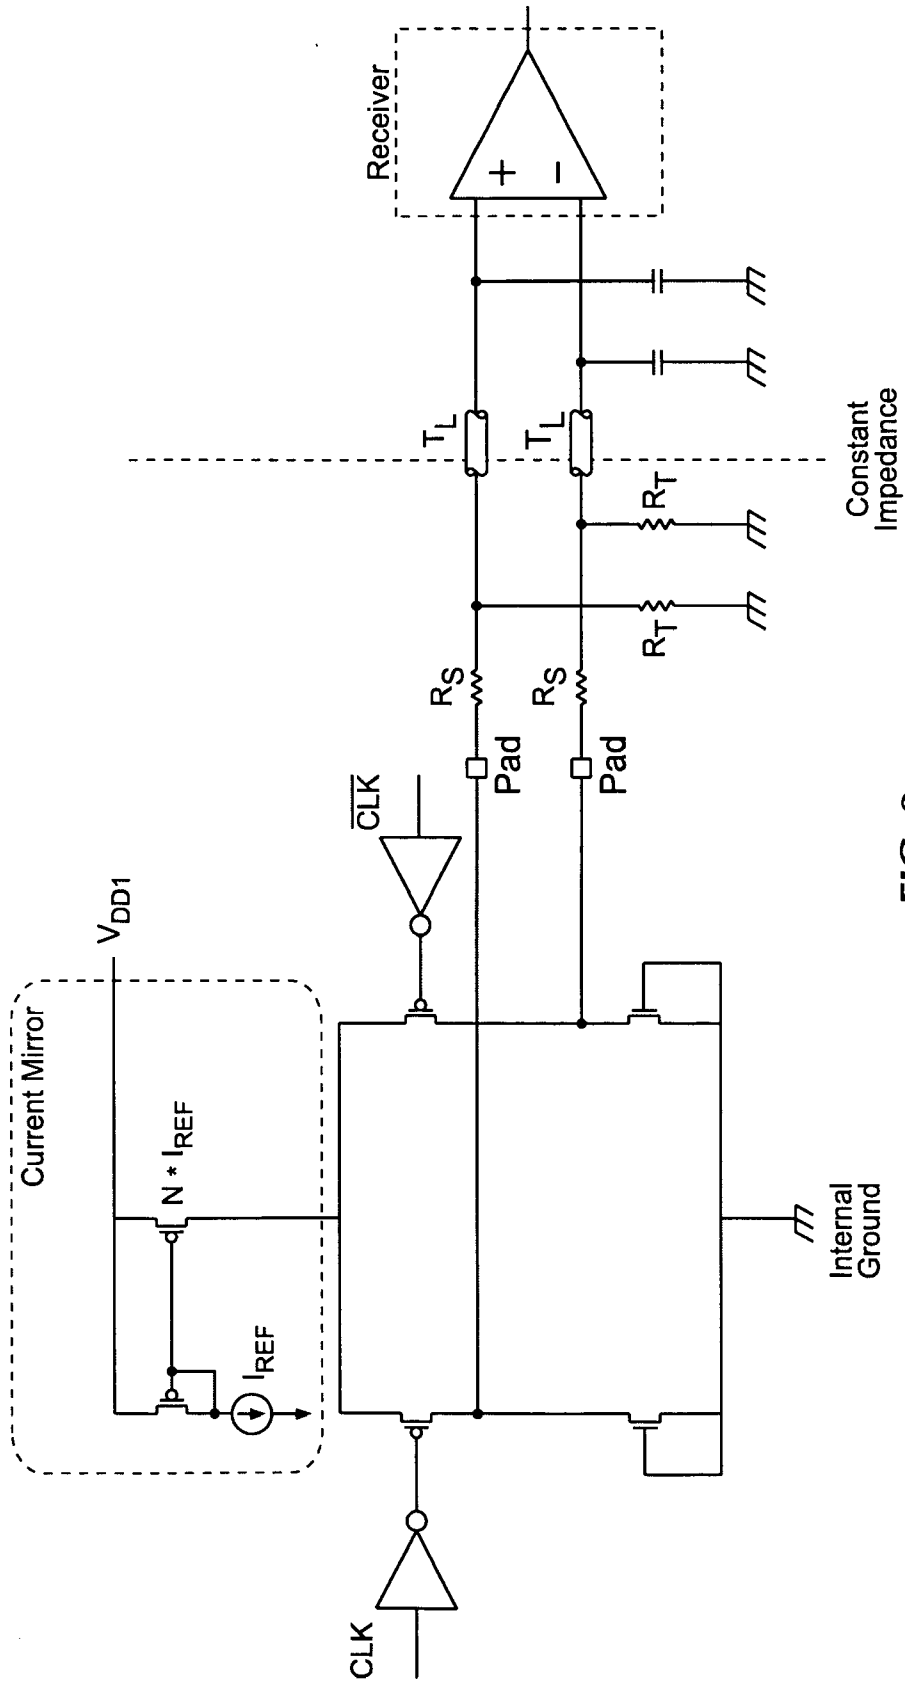 Current Mirror
V_DD1
I_REF
N * I_REF
CLK
C̅L̅K̅
Internal
Ground
Pad
Pad
R_S
R_S
R_T
R_T
T_L
T_L
Constant
Impedance
Receiver
+
−